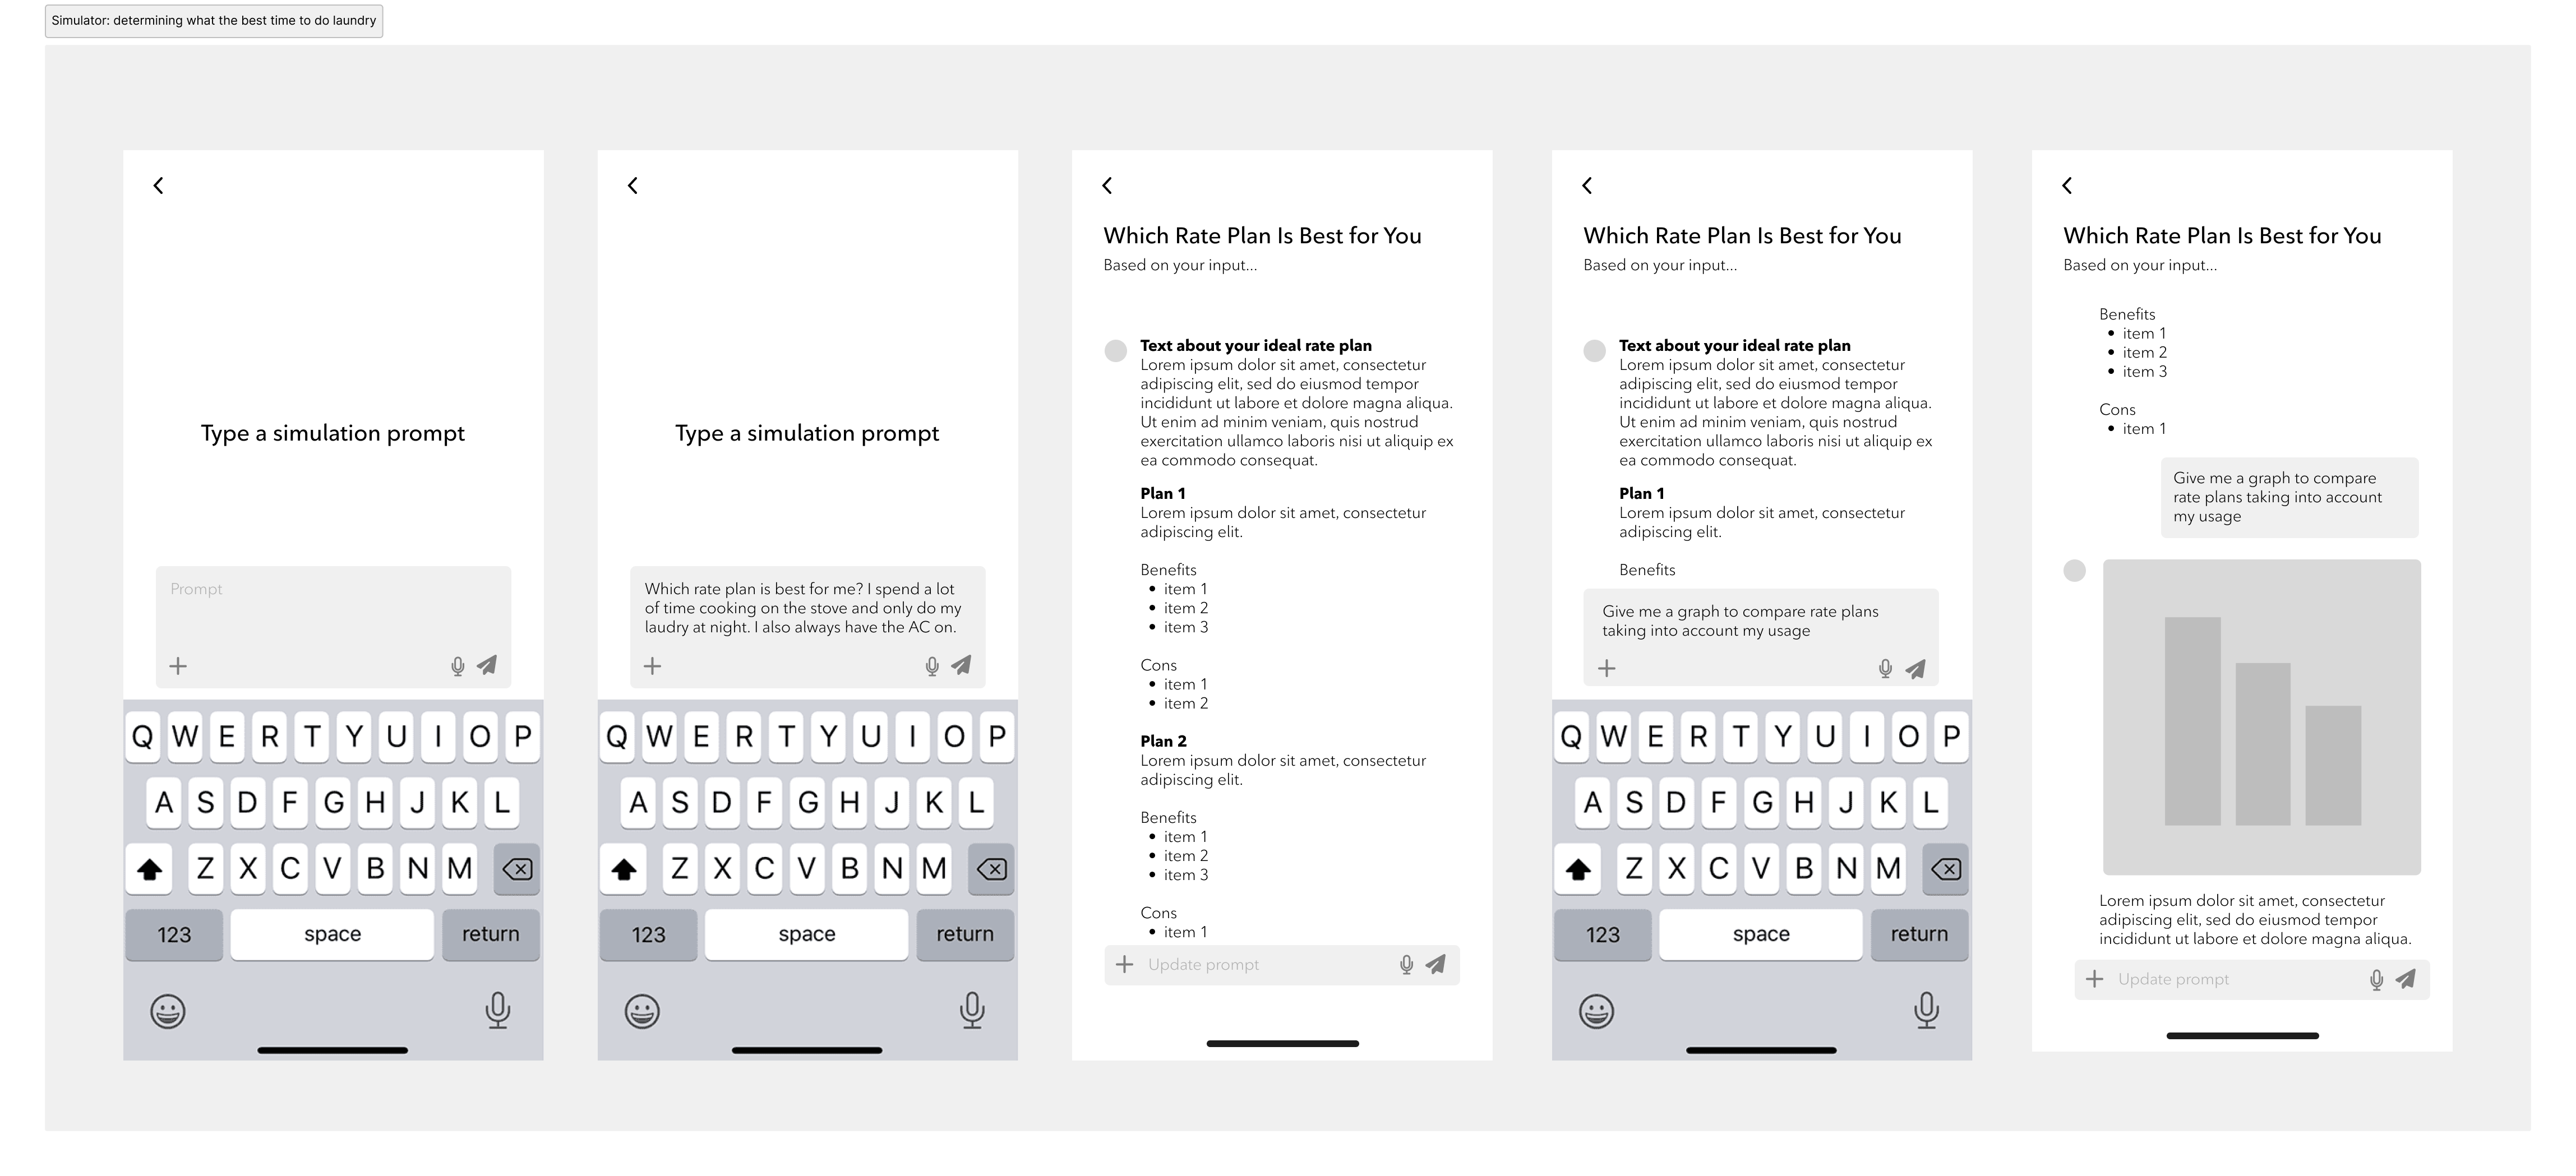 Simulator: determining what the best time to do laundry
Type a simulation prompt
Prompt
Q W E R T Y U I O P
A S D F G H J K L
Z X C V B N M
123 space return
Type a simulation prompt
Which rate plan is best for me? I spend a lot
of time cooking on the stove and only do my
laudry at night. I also always have the AC on.
Q W E R T Y U I O P
A S D F G H J K L
Z X C V B N M
123 space return
Which Rate Plan Is Best for You
Based on your input...
Text about your ideal rate plan
Lorem ipsum dolor sit amet, consectetur
adipiscing elit, sed do eiusmod tempor
incididunt ut labore et dolore magna aliqua.
Ut enim ad minim veniam, quis nostrud
exercitation ullamco laboris nisi ut aliquip ex
ea commodo consequat.
Plan 1
Lorem ipsum dolor sit amet, consectetur
adipiscing elit.
Benefits
• item 1
• item 2
• item 3
Cons
• item 1
• item 2
Plan 2
Lorem ipsum dolor sit amet, consectetur
adipiscing elit.
Benefits
• item 1
• item 2
• item 3
Cons
• item 1
Update prompt
Which Rate Plan Is Best for You
Based on your input...
Text about your ideal rate plan
Lorem ipsum dolor sit amet, consectetur
adipiscing elit, sed do eiusmod tempor
incididunt ut labore et dolore magna aliqua.
Ut enim ad minim veniam, quis nostrud
exercitation ullamco laboris nisi ut aliquip ex
ea commodo consequat.
Plan 1
Lorem ipsum dolor sit amet, consectetur
adipiscing elit.
Benefits
Give me a graph to compare rate plans
taking into account my usage
Q W E R T Y U I O P
A S D F G H J K L
Z X C V B N M
123 space return
Which Rate Plan Is Best for You
Based on your input...
Benefits
• item 1
• item 2
• item 3
Cons
• item 1
Give me a graph to compare
rate plans taking into account
my usage
Lorem ipsum dolor sit amet, consectetur
adipiscing elit, sed do eiusmod tempor
incididunt ut labore et dolore magna aliqua.
Update prompt